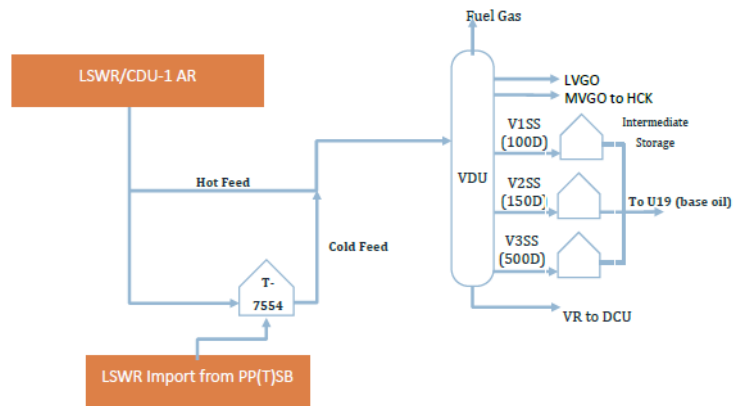 Fuel Gas
LSWR/CDU-1 AR
LVGO
MVGO to HCK
V1SS
(100D)
Intermediate
Storage
Hot Feed
VDU
V2SS
(150D)
To U19 (base oil)
Cold Feed
V3SS
(500D)
T-
7554
VR to DCU
LSWR Import from PP(T)SB